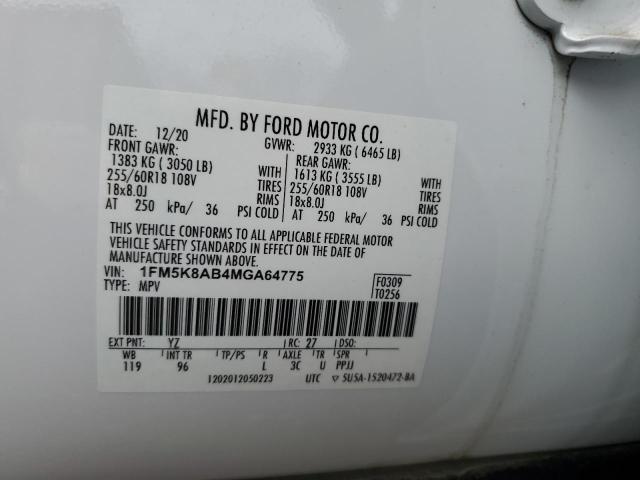 MFD. BY FORD MOTOR CO.
DATE: 12/20 GVWR: 2933 KG ( 6465 LB)
FRONT GAWR: REAR GAWR:
1383 KG ( 3050 LB) WITH 1613 KG ( 3555 LB) WITH
255/60R18 108V TIRES 255/60R18 108V TIRES
18x8.0J RIMS 18x8.0J RIMS
AT 250 kPa/ 36 PSI COLD AT 250 kPa/ 36 PSI COLD
THIS VEHICLE CONFORMS TO ALL APPLICABLE FEDERAL MOTOR
VEHICLE SAFETY STANDARDS IN EFFECT ON THE DATE OF
MANUFACTURE SHOWN ABOVE.
VIN: 1FM5K8AB4MGA64775 F0309
TYPE: MPV T0256
EXT PNT: YZ RC: 27 DSO:
WB INT TR TP/PS R AXLE TR SPR
119 96 L 3C U PPJJ
1202012050223 UTC ▽ 5U5A-1520472-BA